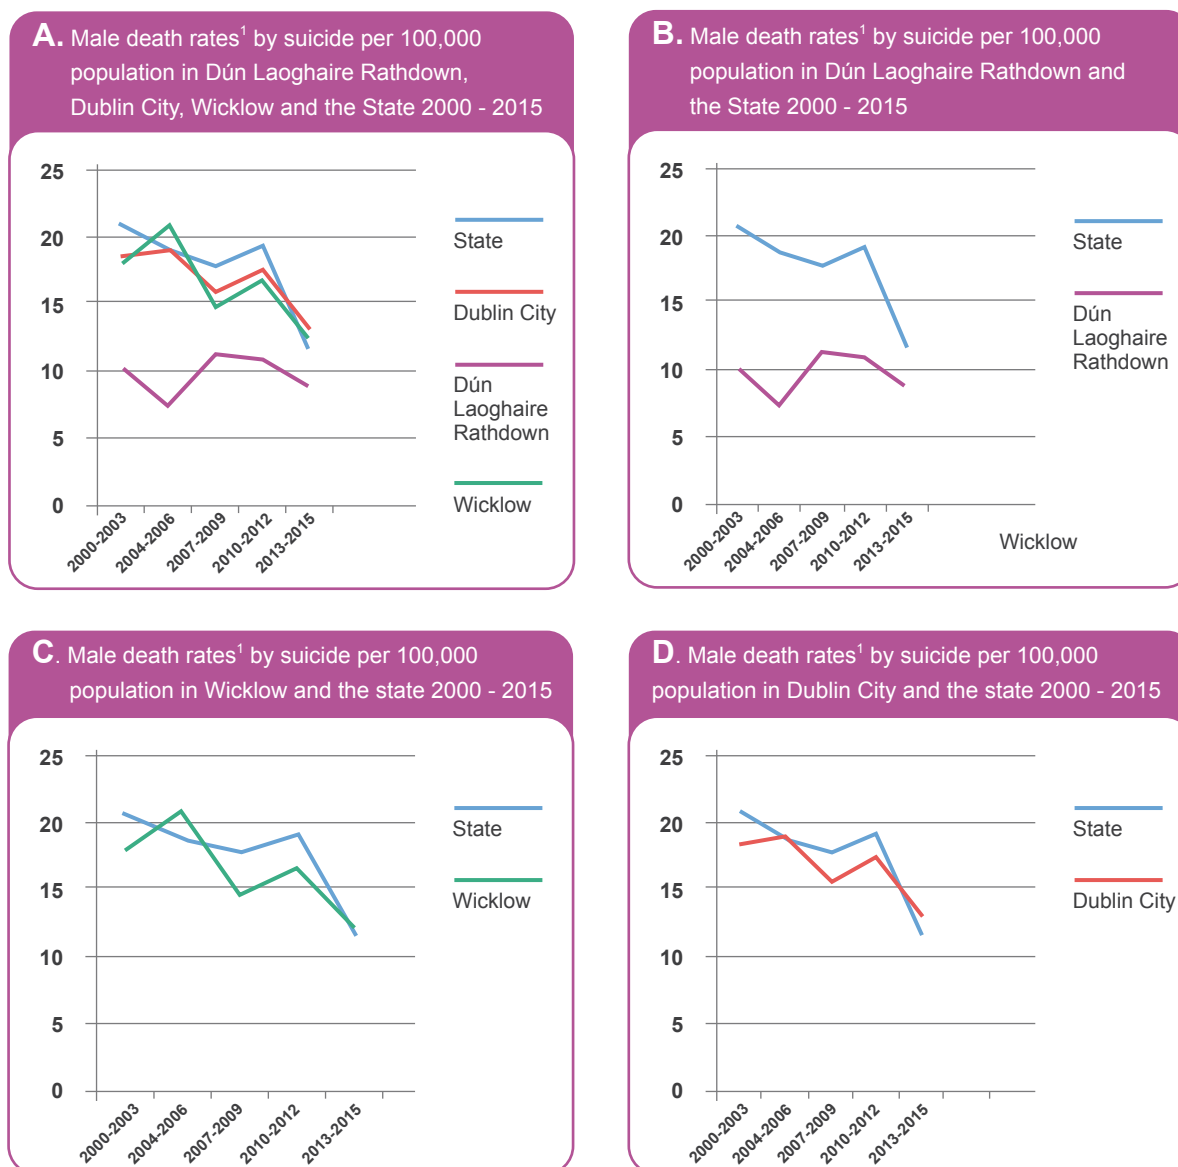 A. Male death rates¹ by suicide per 100,000
population in Dún Laoghaire Rathdown,
Dublin City, Wicklow and the State 2000 - 2015
25
20
15
10
5
0
2000-2003
2004-2006
2007-2009
2010-2012
2013-2015
State
Dublin City
Dún
Laoghaire
Rathdown
Wicklow
B. Male death rates¹ by suicide per 100,000
population in Dún Laoghaire Rathdown and
the State 2000 - 2015
25
20
15
10
5
0
2000-2003
2004-2006
2007-2009
2010-2012
2013-2015
State
Dún
Laoghaire
Rathdown
Wicklow
C. Male death rates¹ by suicide per 100,000
population in Wicklow and the state 2000 - 2015
25
20
15
10
5
0
2000-2003
2004-2006
2007-2009
2010-2012
2013-2015
State
Wicklow
D. Male death rates¹ by suicide per 100,000
population in Dublin City and the state 2000 - 2015
25
20
15
10
5
0
2000-2003
2004-2006
2007-2009
2010-2012
2013-2015
State
Dublin City